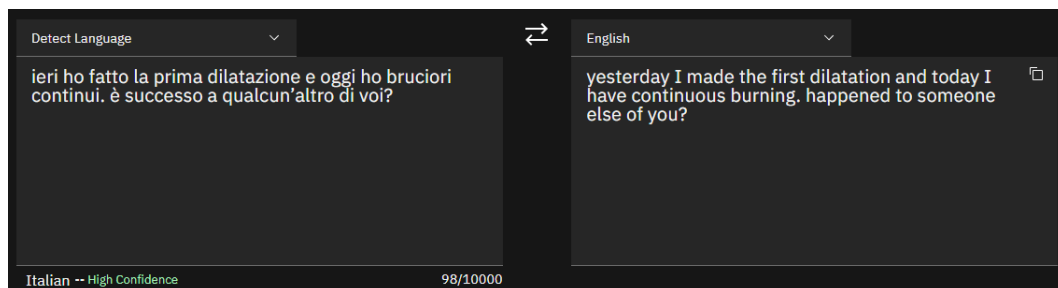 Detect Language
English
ieri ho fatto la prima dilatazione e oggi ho bruciori
continui. è successo a qualcun’altro di voi?
yesterday I made the first dilatation and today I
have continuous burning. happened to someone
else of you?
Italian -- High Confidence
98/10000